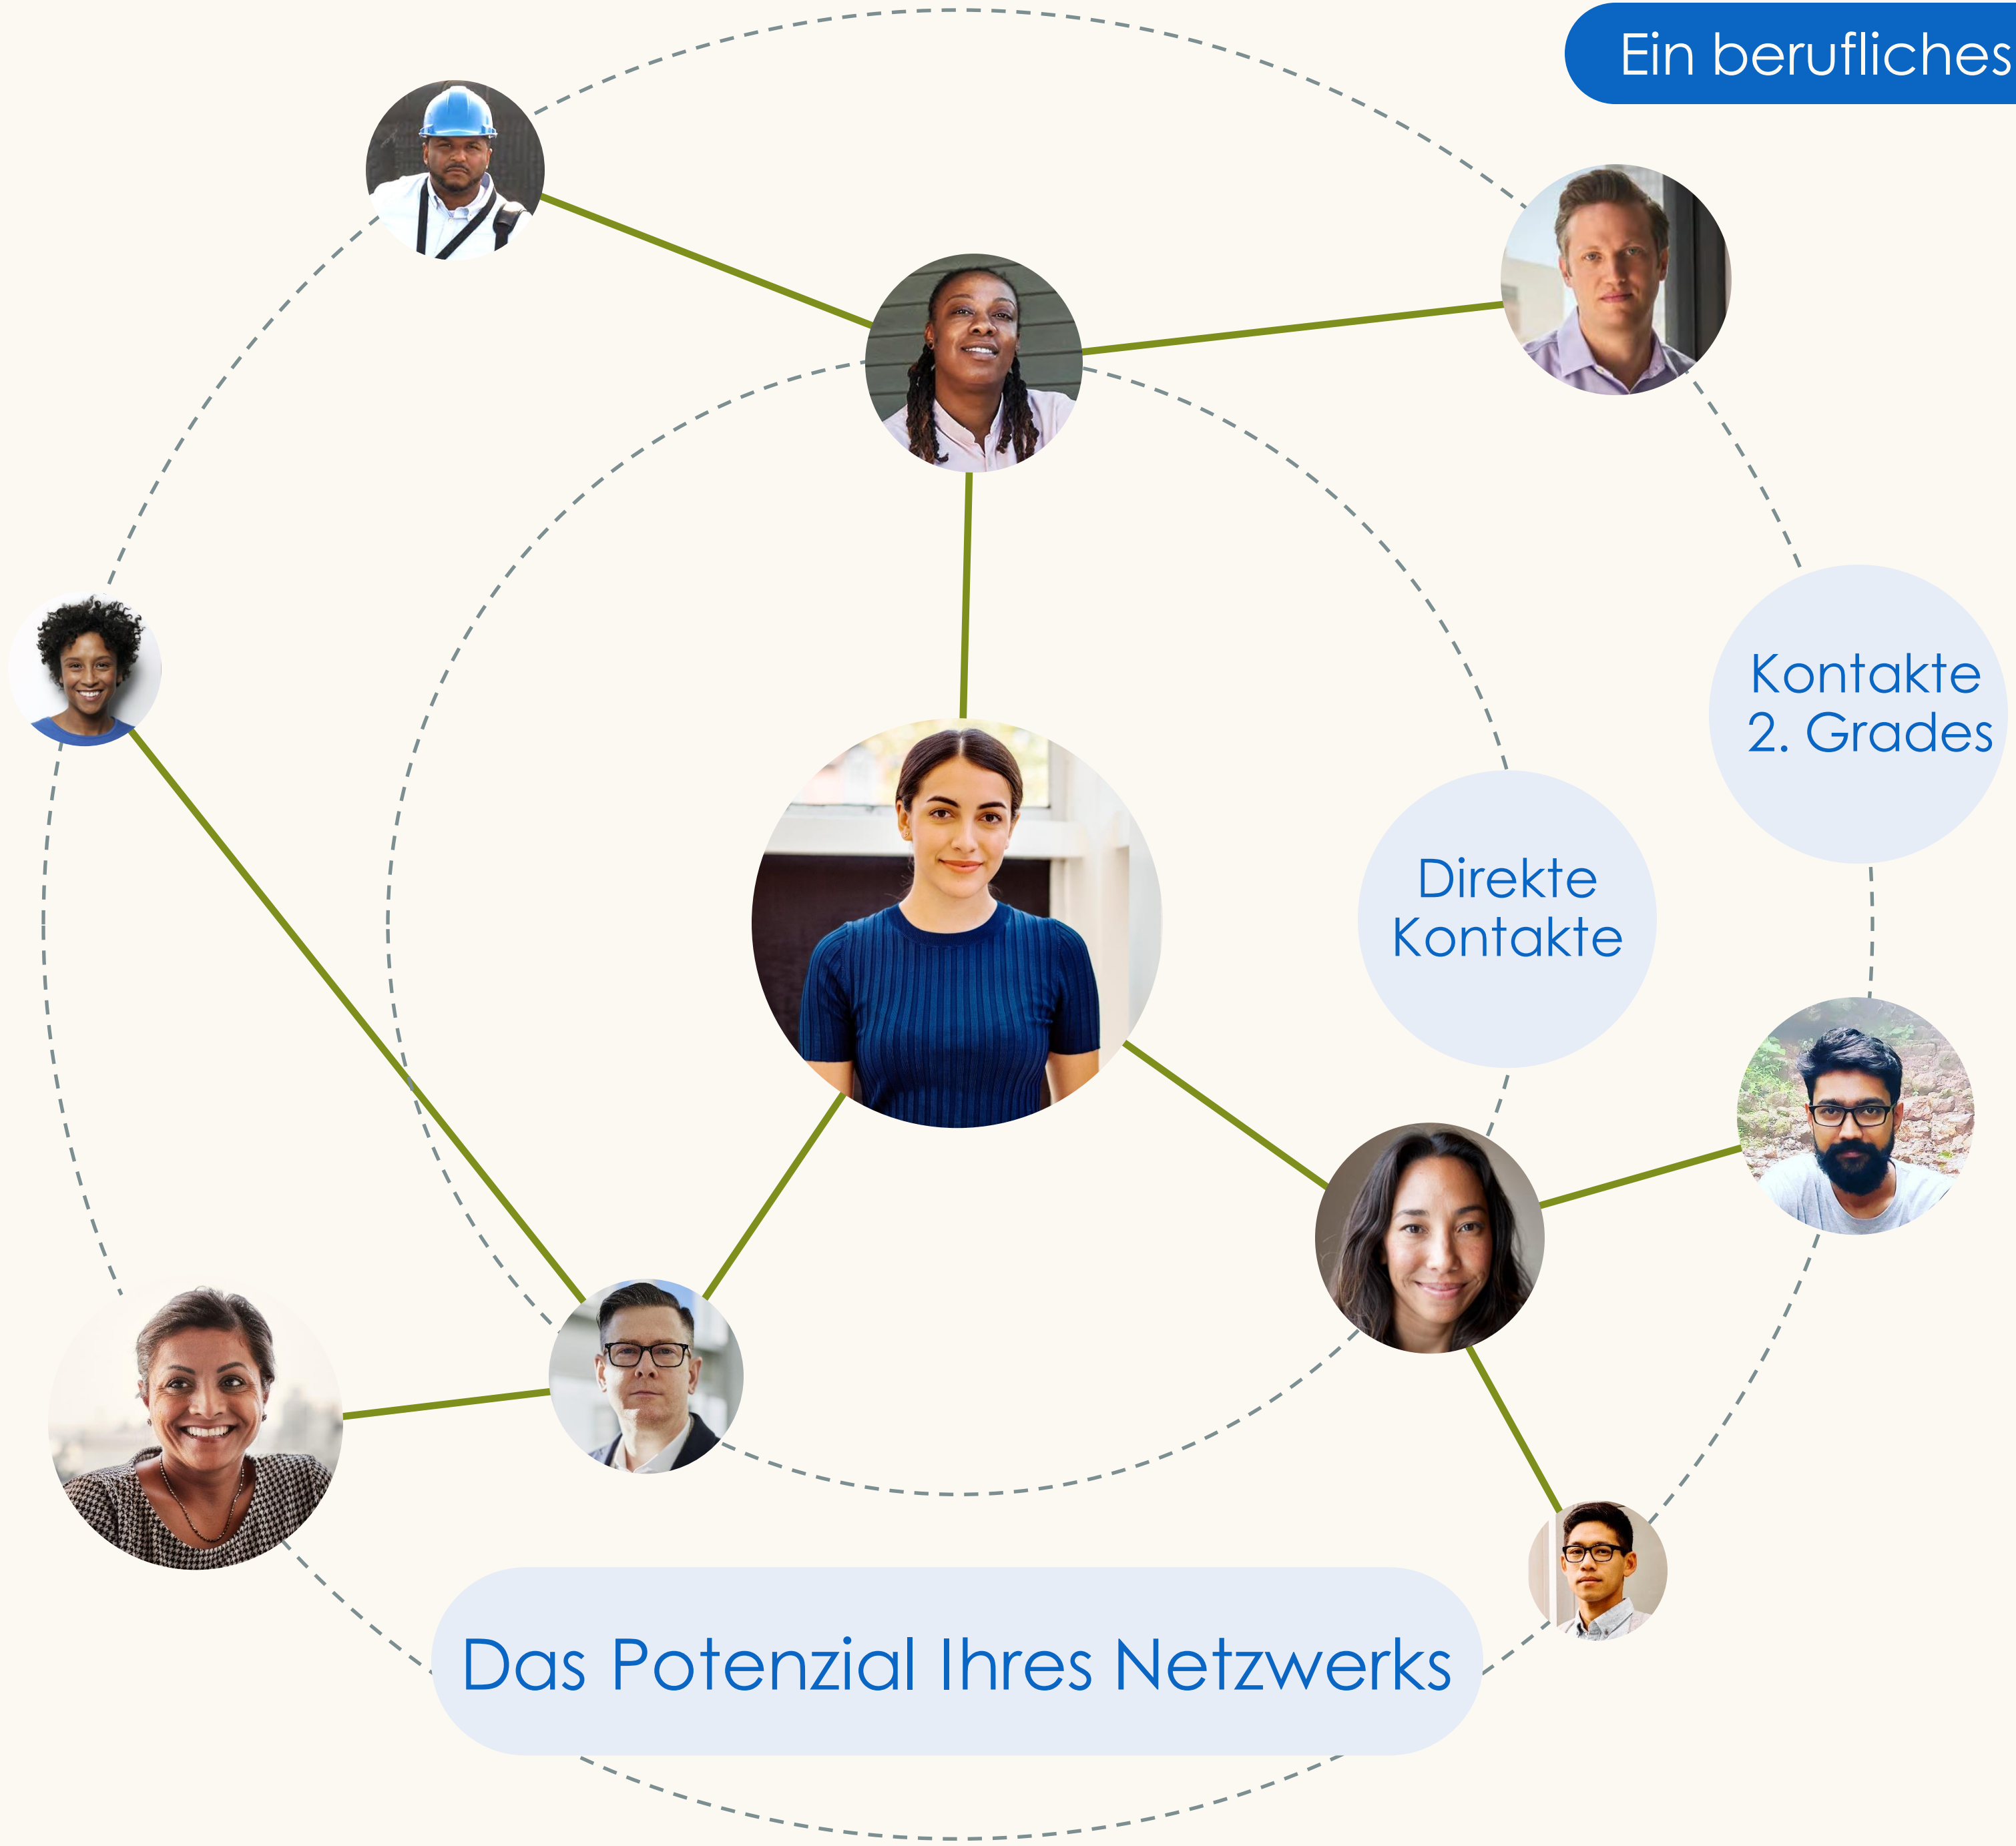 Ein berufliches
Kontakte
2. Grades
Direkte
Kontakte
Das Potenzial Ihres Netzwerks